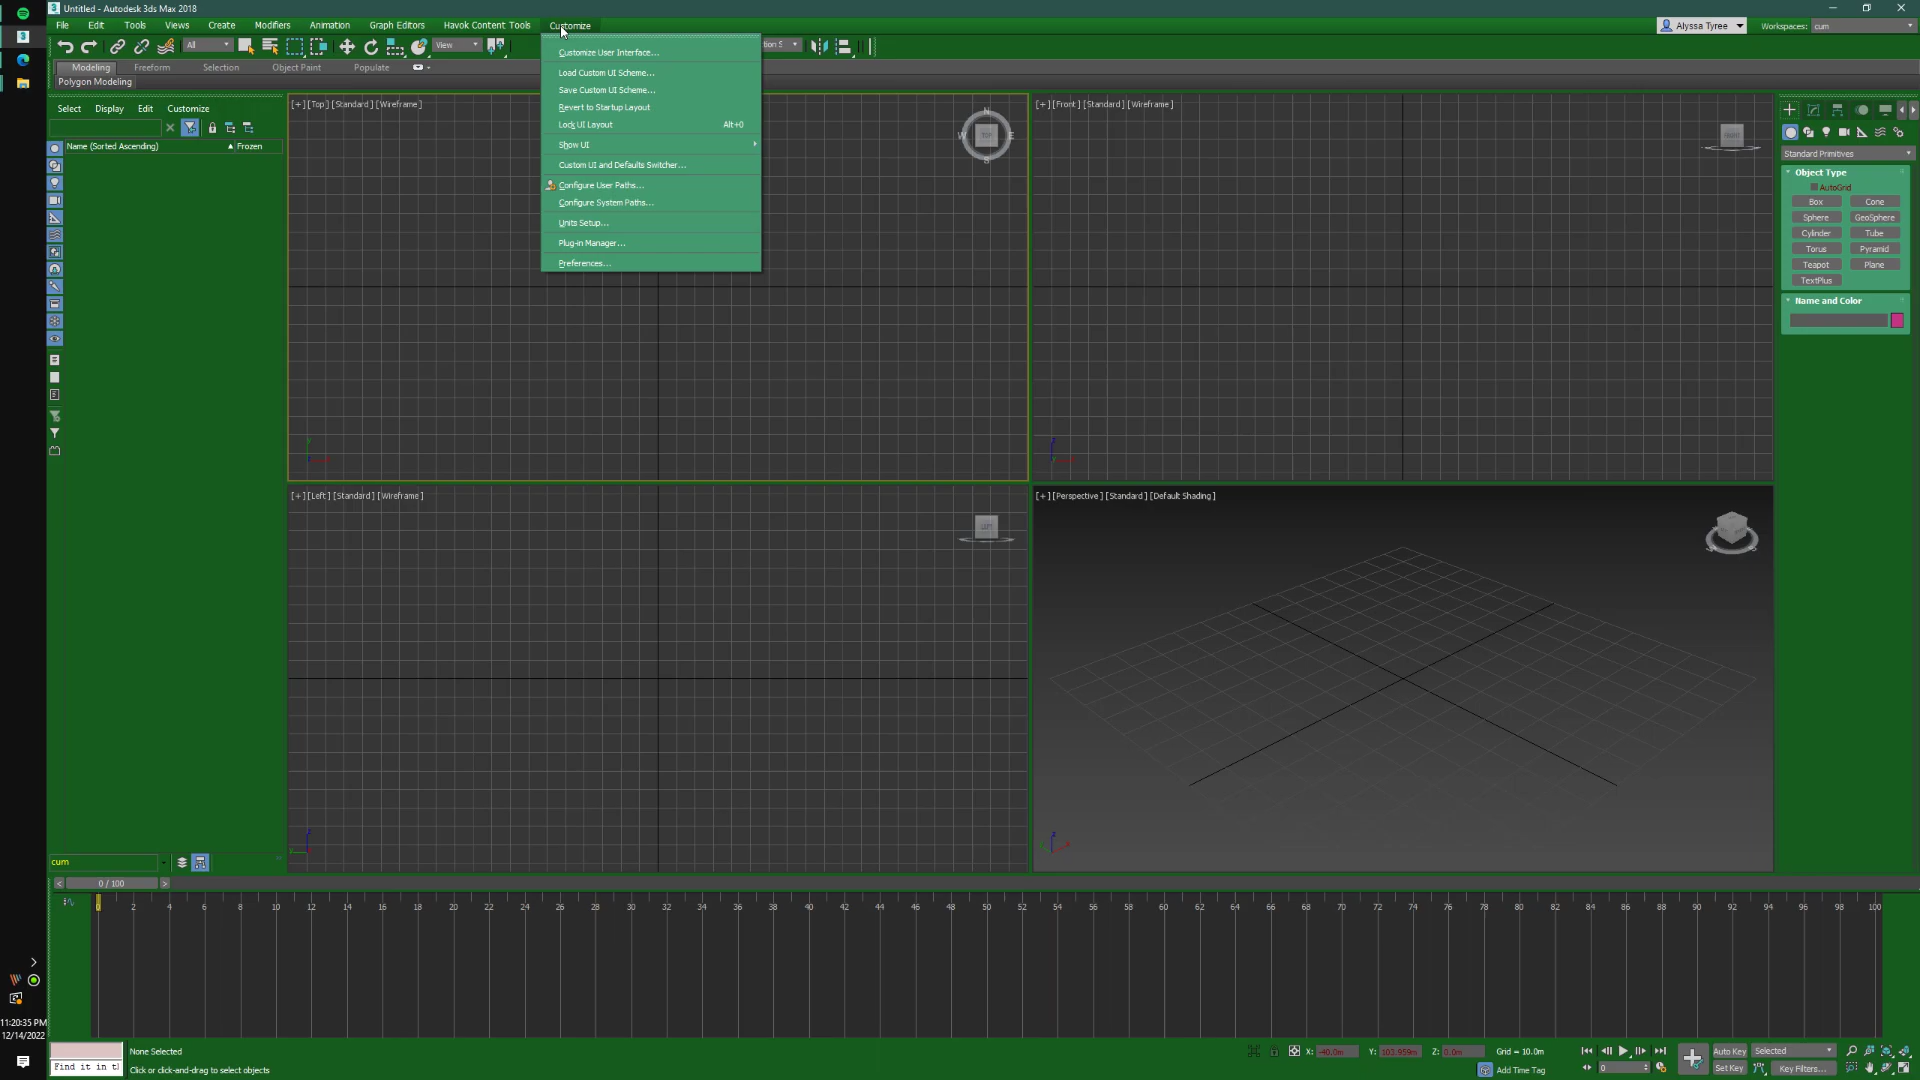 Untitled - Autodesk 3ds Max 2018
File Edit Tools Views Create Modifiers Animation Graph Editors Havok Content Tools Customize
Alyssa Tyree Workspaces: cum
All View
Modeling Freeform Selection Object Paint Populate
Polygon Modeling
Customize User Interface...
Load Custom UI Scheme...
Save Custom UI Scheme...
Revert to Startup Layout
Lock UI Layout Alt+0
Show UI
Custom UI and Defaults Switcher...
Configure User Paths...
Configure System Paths...
Units Setup...
Plug-in Manager...
Preferences...
Select Display Edit Customize
Name (Sorted Ascending) Frozen
[+] [Top] [Standard] [Wireframe]
N
W TOP E
S
[+] [Front] [Standard] [Wireframe]
FRONT
[+] [Left] [Standard] [Wireframe]
LEFT
[+] [Perspective] [Standard] [Default Shading]
Standard Primitives
Object Type
AutoGrid
Box Cone
Sphere GeoSphere
Cylinder Tube
Torus Pyramid
Teapot Plane
TextPlus
Name and Color
cum
0 / 100
0 2 4 6 8 10 12 14 16 18 20 22 24 26 28 30 32 34 36 38 40 42 44 46 48 50 52 54 56 58 60 62 64 66 68 70 72 74 76 78 80 82 84 86 88 90 92 94 96 98 100
11:20:35 PM
12/14/2022
None Selected
Find it in tl
Click or click-and-drag to select objects
X: -40.0m Y: 103.959m Z: 0.0m Grid = 10.0m
Add Time Tag
Auto Key Selected
Set Key Key Filters...
0